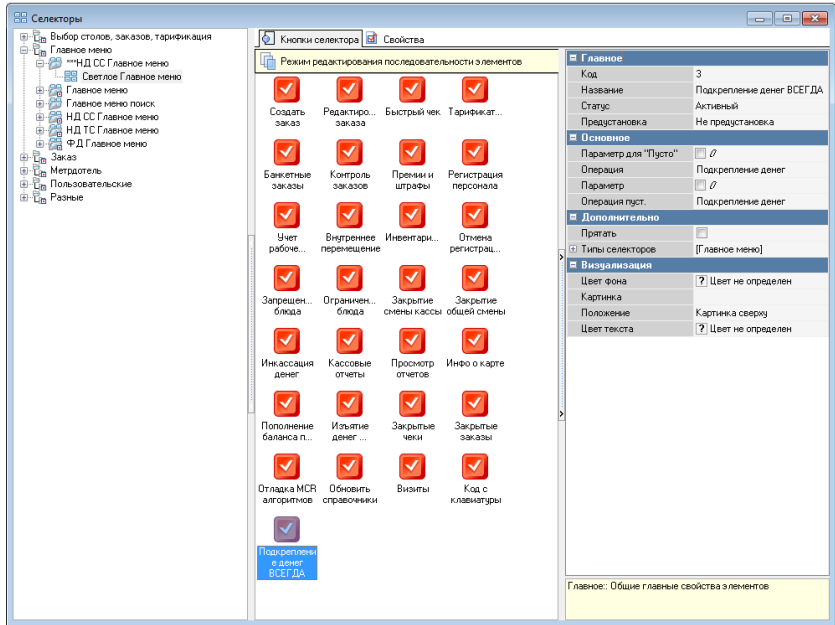 Селекторы
Выбор столов, заказов, тарификация
Главное меню
***НД СС Главное меню
Светлое Главное меню
Главное меню
Главное меню поиск
НД СС Главное меню
НД ТС Главное меню
ФД Главное меню
Заказ
Метрдотель
Пользовательские
Разные
Кнопки селектора
Свойства
Режим редактирования последовательности элементов
Создать заказ
Редактиро... заказа
Быстрый чек
Тарификат...
Банкетные заказы
Контроль заказов
Премии и штрафы
Регистрация персонала
Учет рабоче...
Внутреннее перемещение
Инвентари...
Отмена регистрац...
Запрещен... блюда
Ограничен... блюда
Закрытие смены кассы
Закрытие общей смены
Инкассация денег
Кассовые отчеты
Просмотр отчетов
Инфо о карте
Пополнение баланса п...
Изъятие денег ...
Закрытые чеки
Закрытые заказы
Отладка MCR алгоритмов
Обновить справочники
Визиты
Код с клавиатуры
Подкреплени
е денег
ВСЕГДА
Главное
Код 3
Название Подкрепление денег ВСЕГДА
Статус Активный
Предустановка Не предустановка
Основное
Параметр для "Пусто" 0
Операция Подкрепление денег
Параметр 0
Операция пуст. Подкрепление денег
Дополнительно
Прятать
Типы селекторов [Главное меню]
Визуализация
Цвет фона ? Цвет не определен
Картинка
Положение Картинка сверху
Цвет текста ? Цвет не определен
Главное:: Общие главные свойства элементов